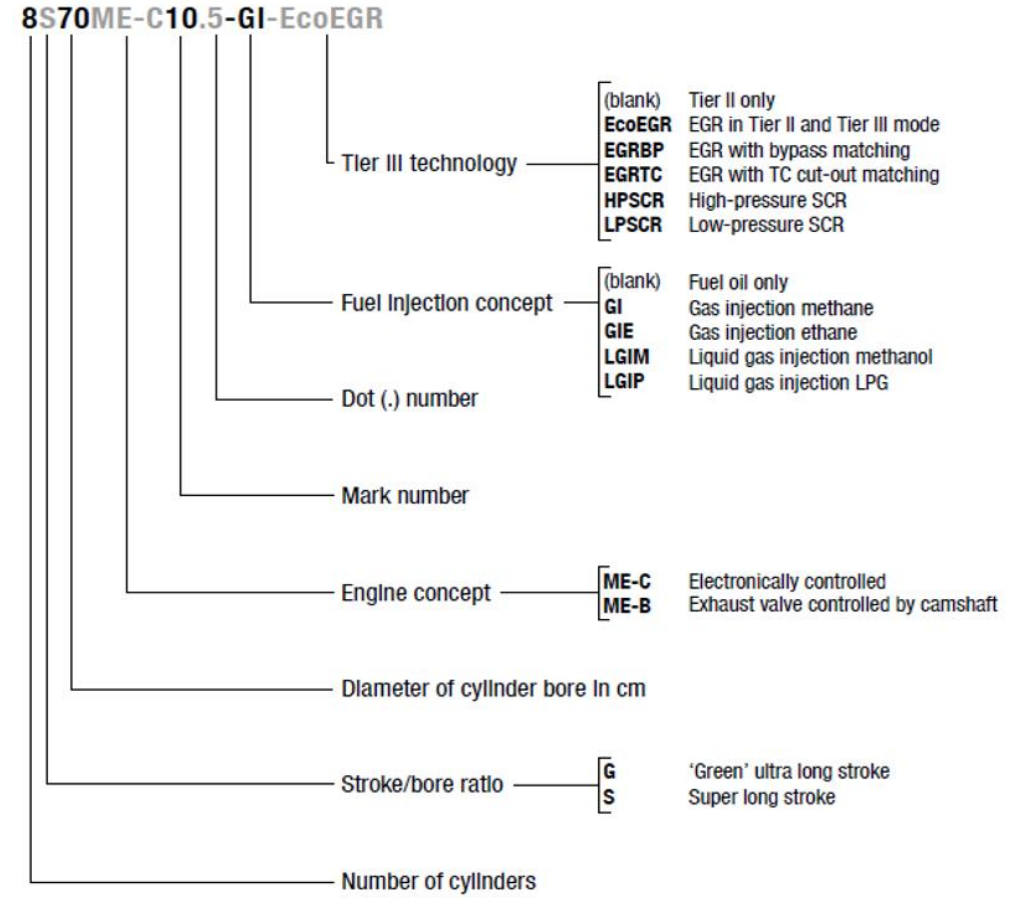 8S70ME-C10.5-GI-EcoEGR
(blank) Tier II only
EcoEGR EGR in Tier II and Tier III mode
EGRBP EGR with bypass matching
Tier III technology
EGRTC EGR with TC cut-out matching
HPSCR High-pressure SCR
LPSCR Low-pressure SCR
(blank) Fuel oil only
Fuel injection concept
GI Gas injection methane
GIE Gas injection ethane
LGIM Liquid gas injection methanol
LGIP Liquid gas injection LPG
Dot (.) number
Mark number
ME-C Electronically controlled
Engine concept
ME-B Exhaust valve controlled by camshaft
Diameter of cylinder bore in cm
G ‘Green’ ultra long stroke
Stroke/bore ratio
S Super long stroke
Number of cylinders